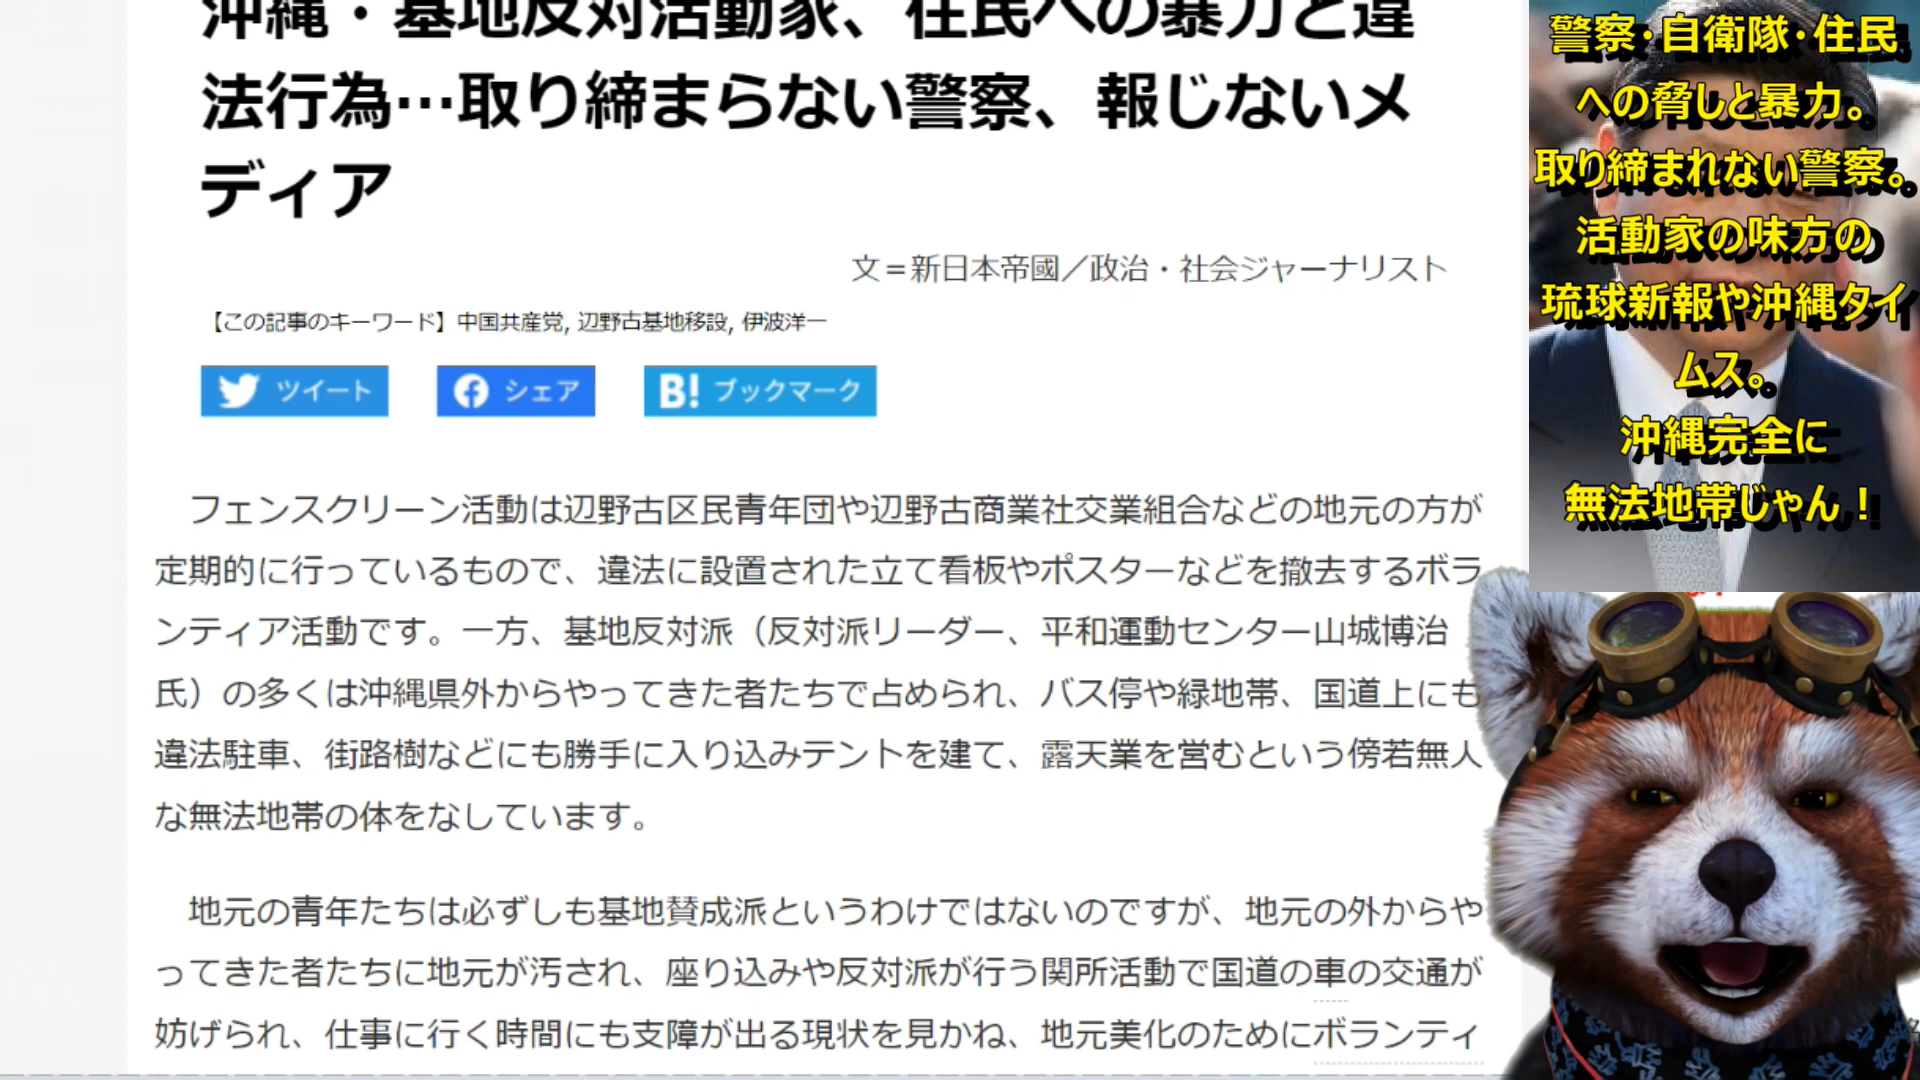 沖縄・基地反対活動家、住民への暴力と違
法行為…取り締まらない警察、報じないメ
ディア
文＝新日本帝國／政治・社会ジャーナリスト
【この記事のキーワード】中国共産党, 辺野古基地移設, 伊波洋一
ツイート
シェア
B! ブックマーク
フェンスクリーン活動は辺野古区民青年団や辺野古商業社交業組合などの地元の方が
定期的に行っているもので、違法に設置された立て看板やポスターなどを撤去するボラ
ンティア活動です。一方、基地反対派（反対派リーダー、平和運動センター山城博治
氏）の多くは沖縄県外からやってきた者たちで占められ、バス停や緑地帯、国道上にも
違法駐車、街路樹などにも勝手に入り込みテントを建て、露天業を営むという傍若無人
な無法地帯の体をなしています。
地元の青年たちは必ずしも基地賛成派というわけではないのですが、地元の外からや
ってきた者たちに地元が汚され、座り込みや反対派が行う関所活動で国道の車の交通が
妨げられ、仕事に行く時間にも支障が出る現状を見かね、地元美化のためにボランティ
警察・自衛隊・住民
への脅しと暴力。
取り締まれない警察。
活動家の味方の
琉球新報や沖縄タイ
ムス。
沖縄完全に
無法地帯じゃん！